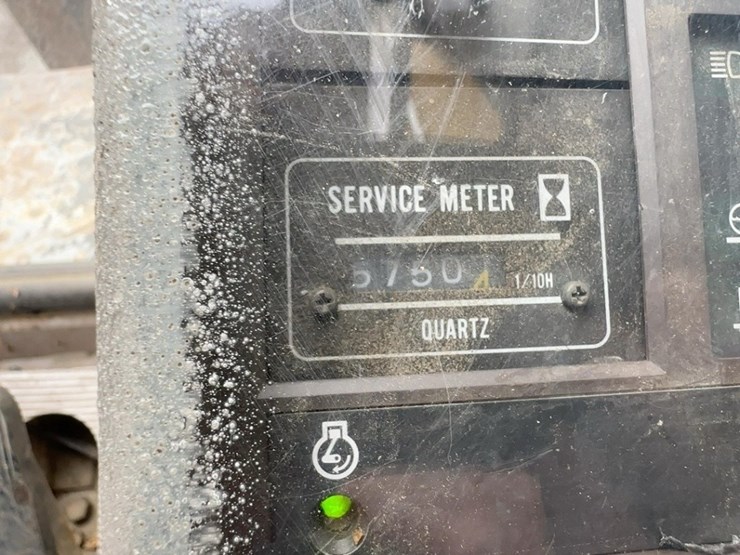 SERVICE METER
5750 1/10H
QUARTZ